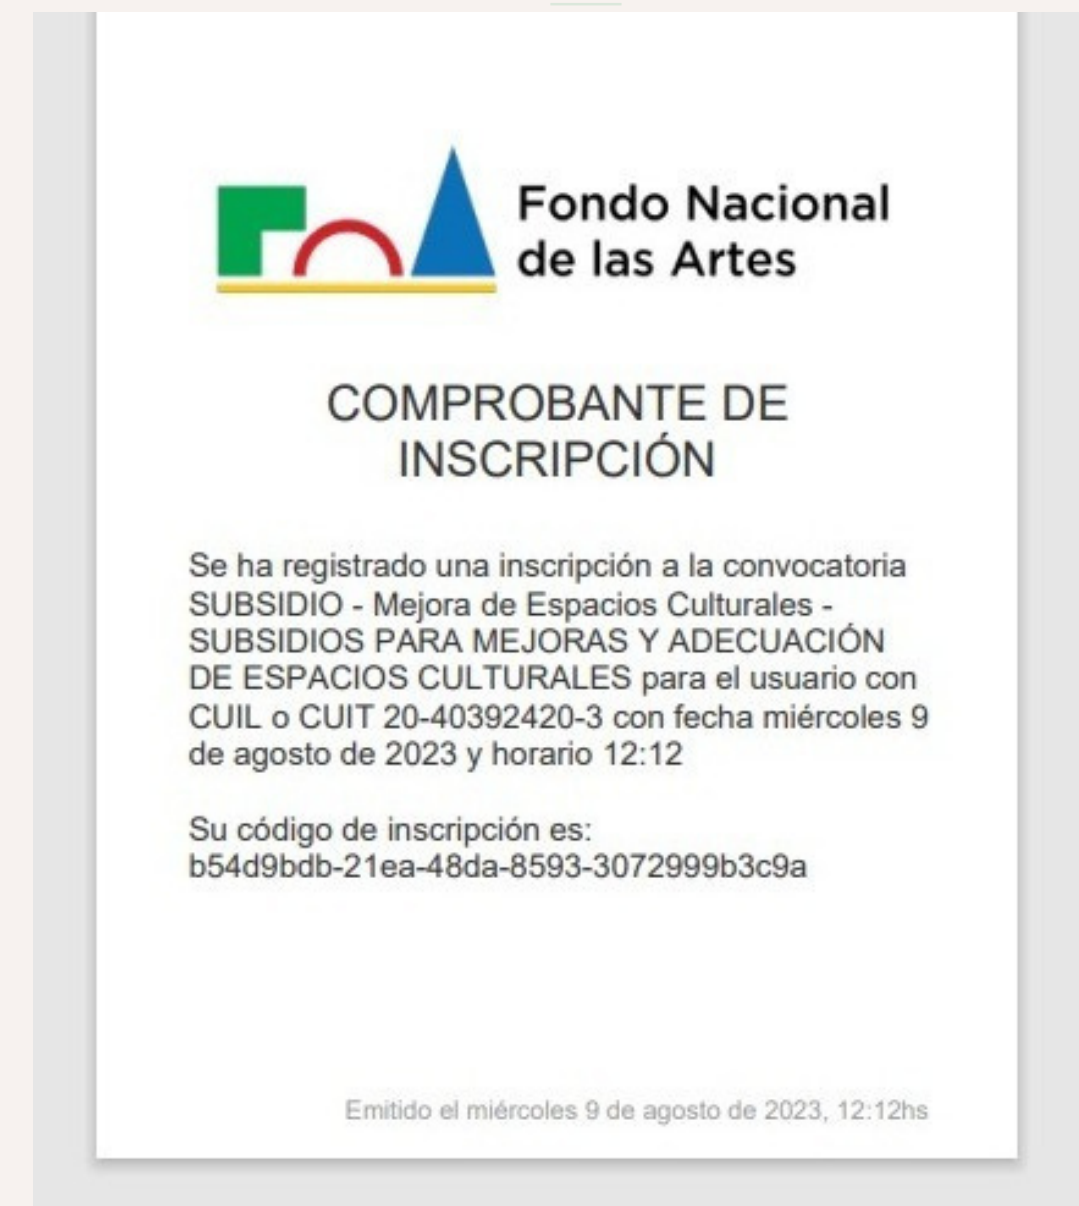 Fondo Nacional
de las Artes
COMPROBANTE DE
INSCRIPCIÓN
Se ha registrado una inscripción a la convocatoria
SUBSIDIO - Mejora de Espacios Culturales -
SUBSIDIOS PARA MEJORAS Y ADECUACIÓN
DE ESPACIOS CULTURALES para el usuario con
CUIL o CUIT 20-40392420-3 con fecha miércoles 9
de agosto de 2023 y horario 12:12
Su código de inscripción es:
b54d9bdb-21ea-48da-8593-3072999b3c9a
Emitido el miércoles 9 de agosto de 2023, 12:12hs